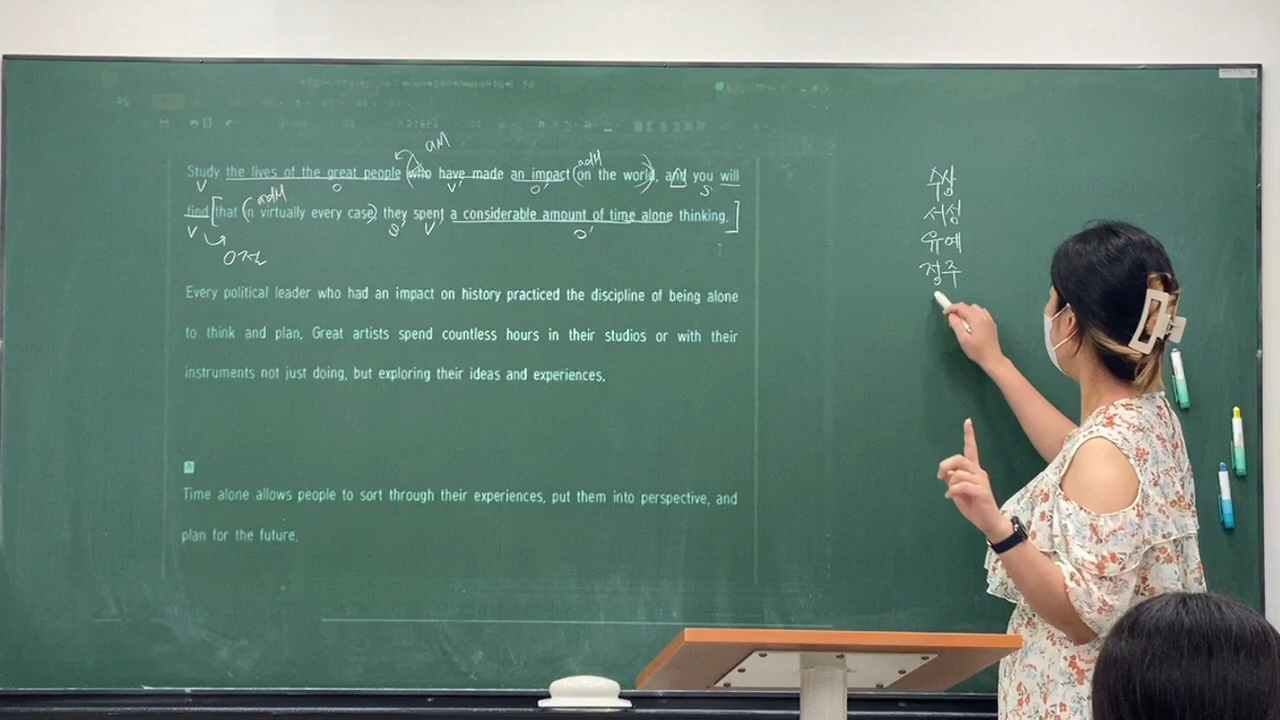 Study the lives of the great people (who have made an impact (on the world), and you will
find [that (in virtually every case) they spent a considerable amount of time alone thinking.]
Every political leader who had an impact on history practiced the discipline of being alone
to think and plan. Great artists spend countless hours in their studios or with their
instruments not just doing, but exploring their ideas and experiences.
Time alone allows people to sort through their experiences, put them into perspective, and
plan for the future.
수상
서성
유예
정주